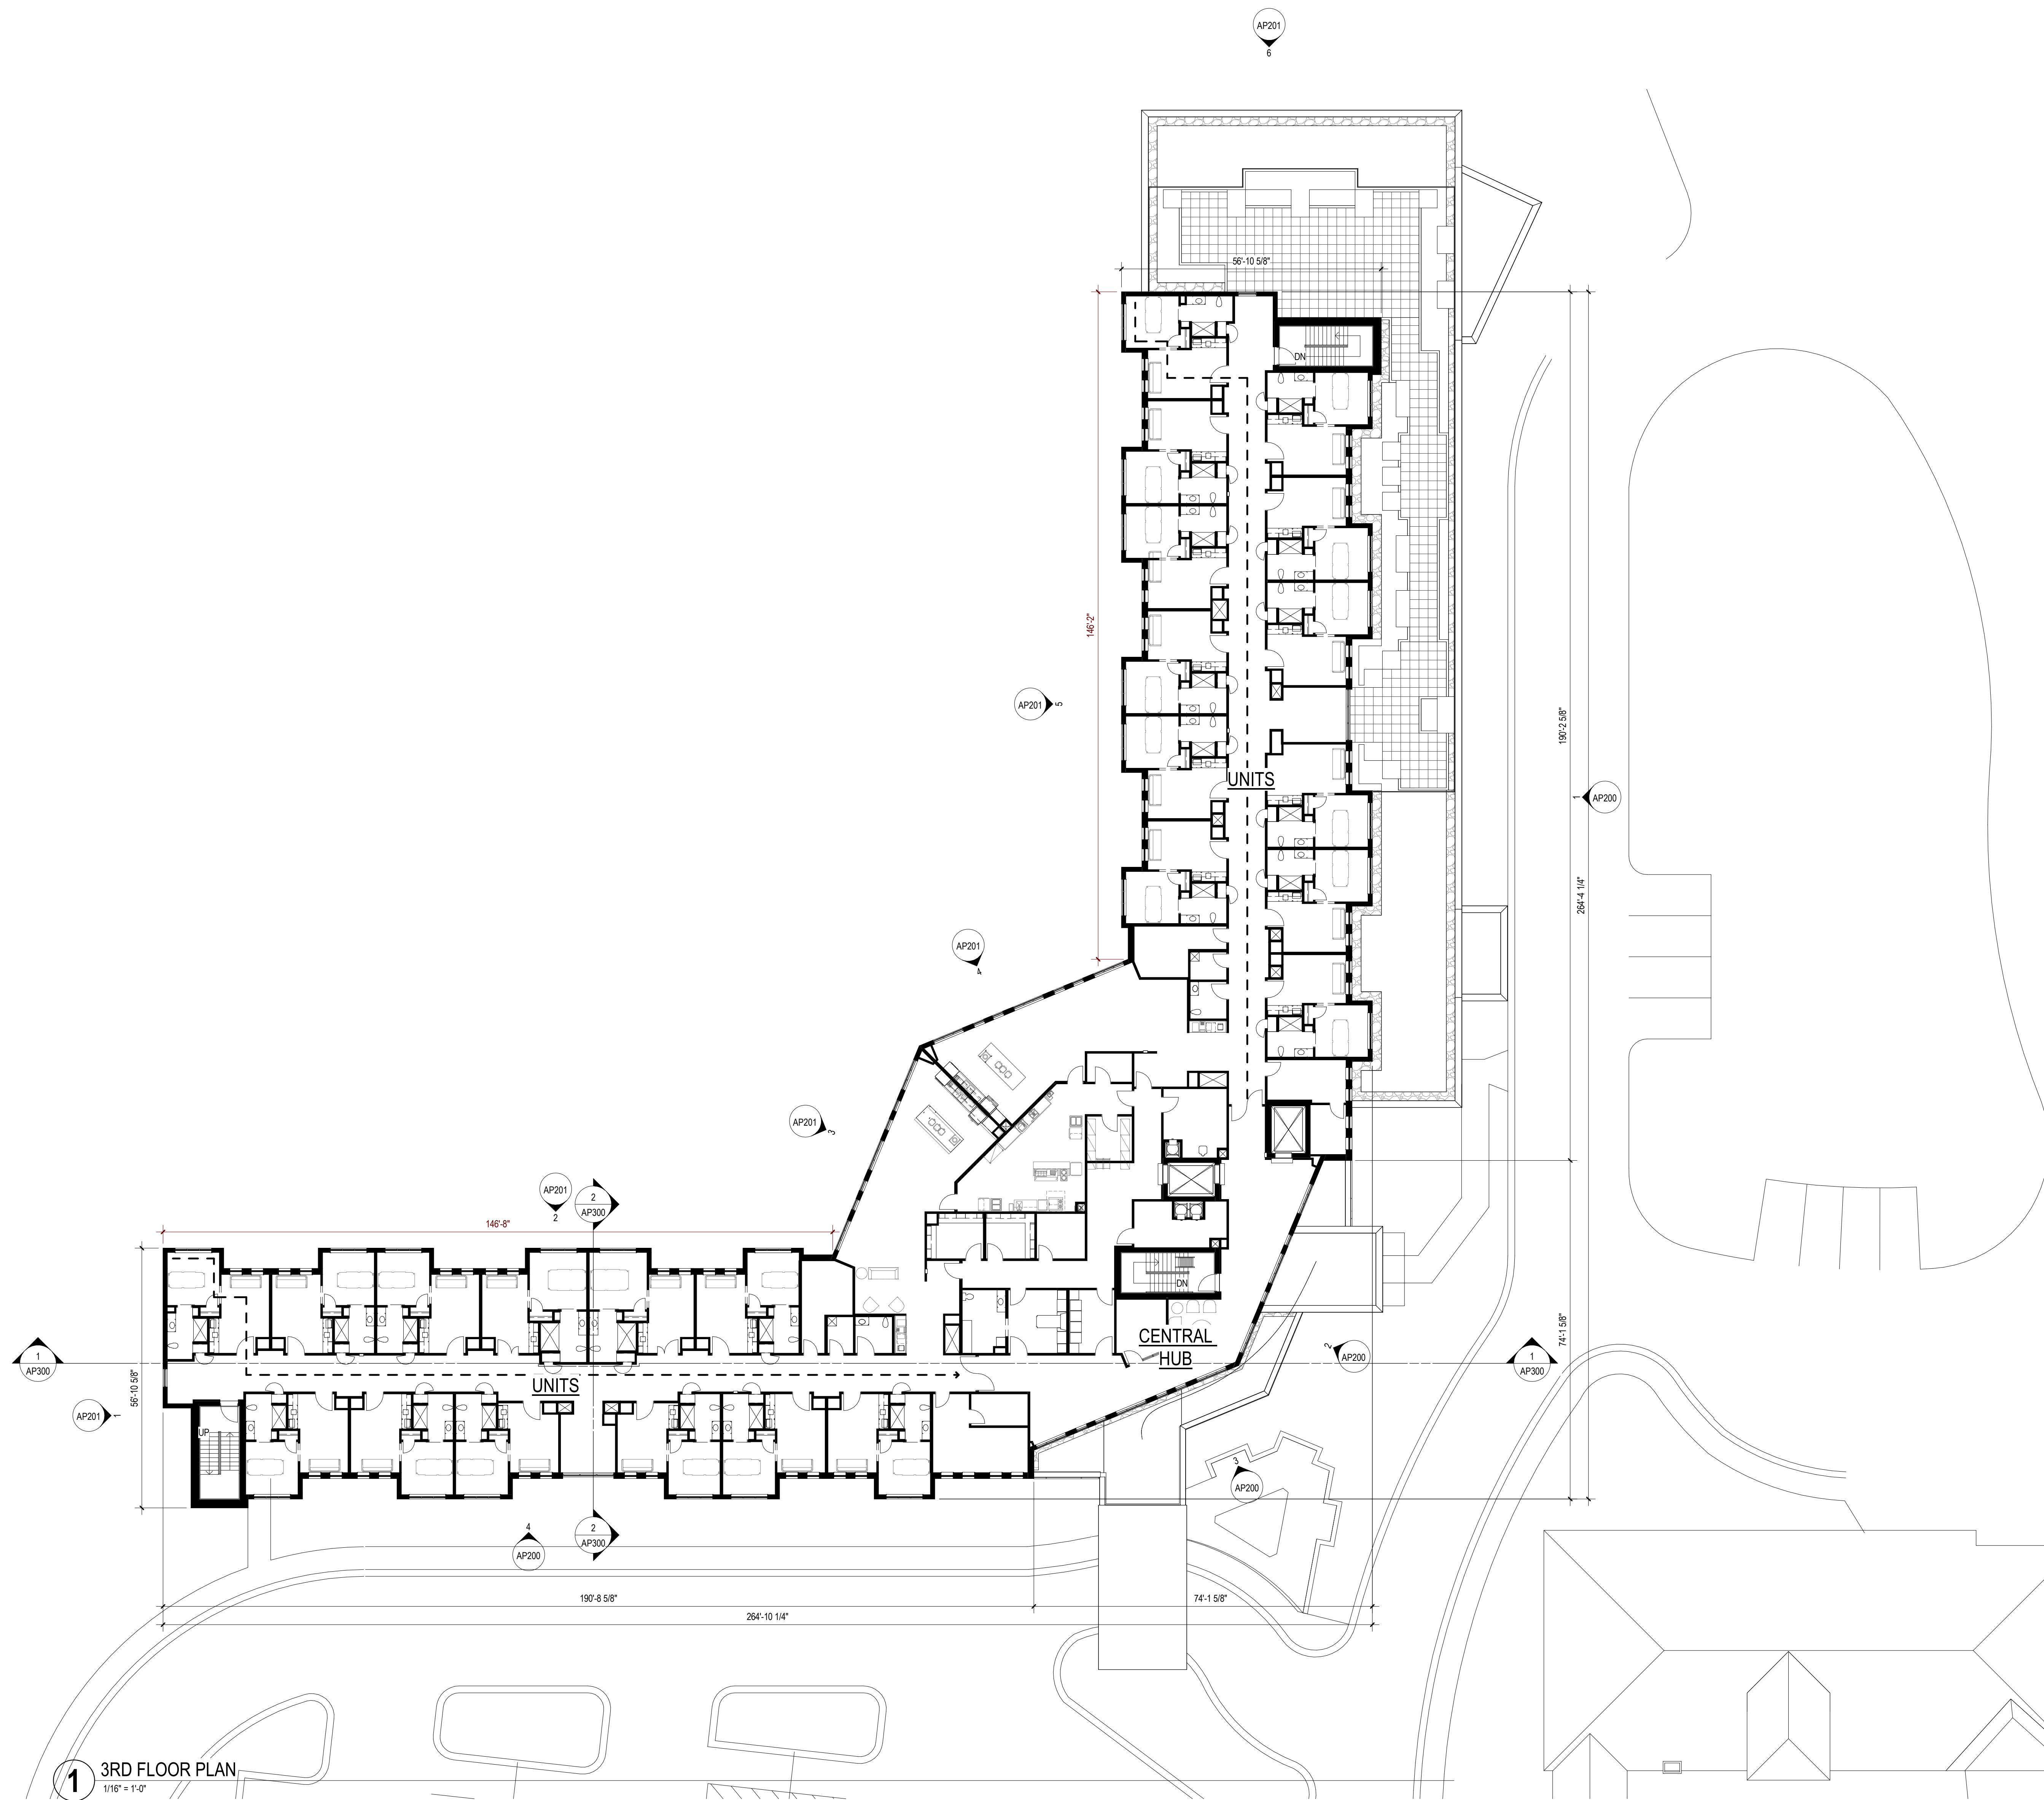 AP201
6
56'-10 5/8"
DN
146'-2"
190'-2 5/8"
AP201
5
UNITS
1
AP200
264'-4 1/4"
AP201
4
AP201
3
AP201
2
2
AP300
146'-8"
DN
CENTRAL
HUB
74'-1 5/8"
2
AP200
1
AP300
1
AP300
56'-10 5/8"
UNITS
AP201
1
UP
3
AP200
4
AP200
2
AP300
190'-8 5/8"
74'-1 5/8"
264'-10 1/4"
1
3RD FLOOR PLAN
1/16" = 1'-0"